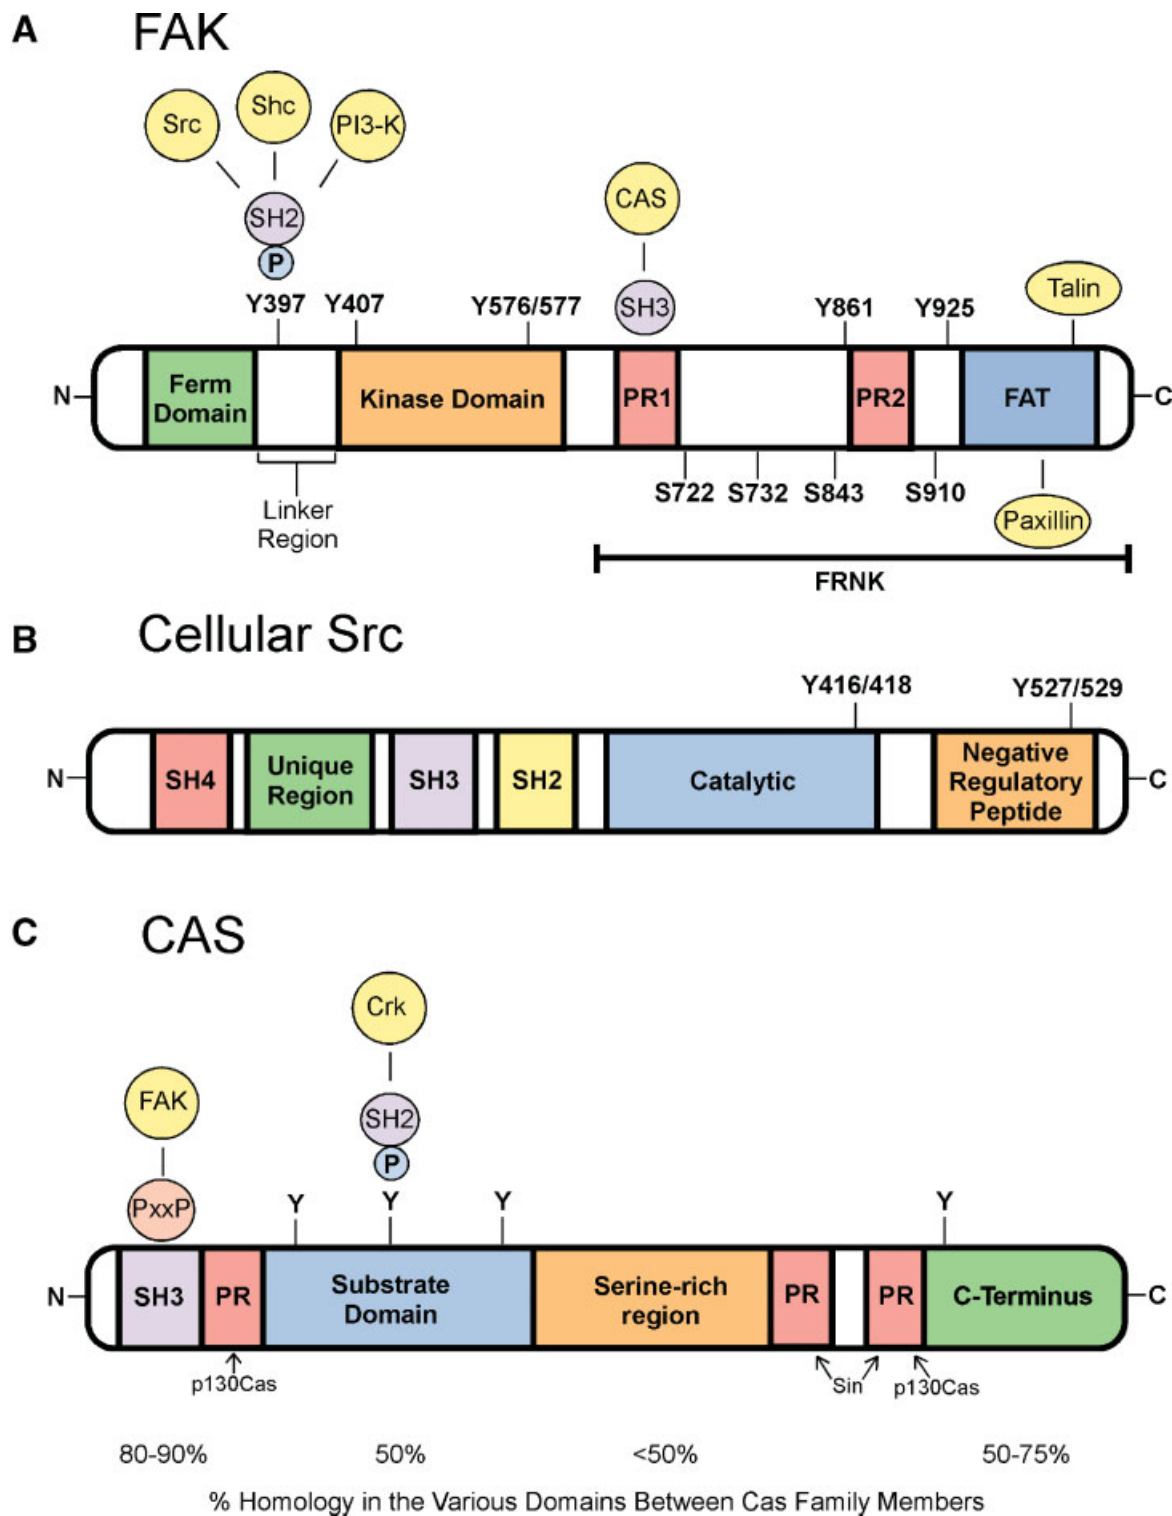 A
FAK
Src
Shc
PI3-K
SH2
P
CAS
SH3
Y397
Y407
Y576/577
Y861
Y925
Talin
N
Ferm
Domain
Kinase Domain
PR1
PR2
FAT
C
Linker
Region
S722
S732
S843
S910
Paxillin
FRNK
B
Cellular Src
Y416/418
Y527/529
N
SH4
Unique
Region
SH3
SH2
Catalytic
Negative
Regulatory
Peptide
C
C
CAS
Crk
FAK
SH2
P
PxxP
Y
Y
Y
Y
N
SH3
PR
Substrate
Domain
Serine-rich
region
PR
PR
C-Terminus
C
p130Cas
Sin
p130Cas
80-90%
50%
<50%
50-75%
% Homology in the Various Domains Between Cas Family Members